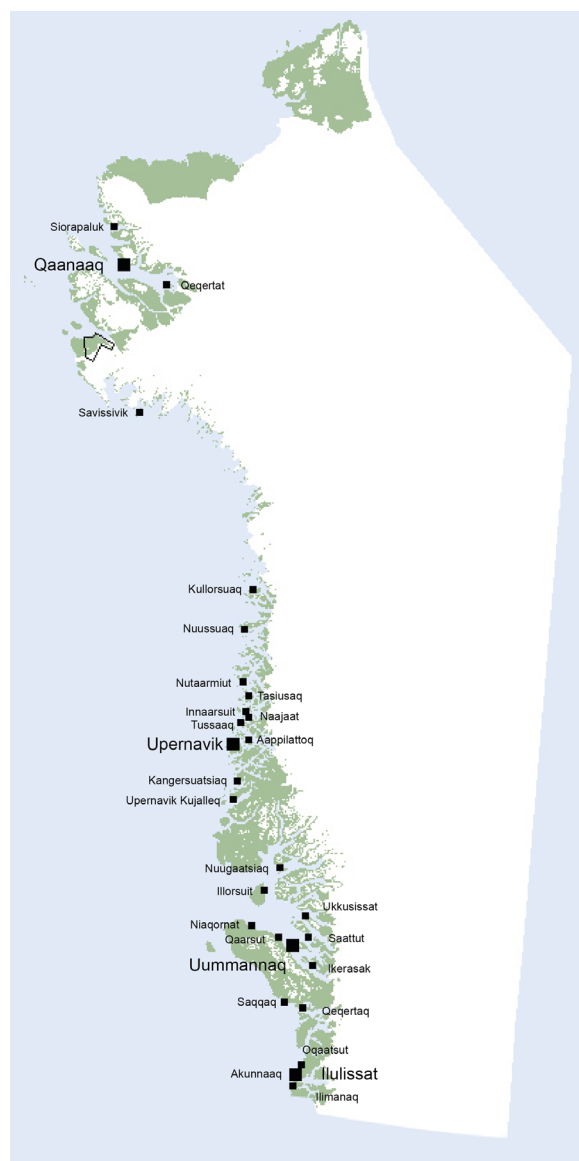 Siorapaluk
Qaanaaq
Qeqertat
Savissivik
Kullorsuaq
Nuussuaq
Nutaarmiut
Tasiusaq
Innaarsuit
Naajaat
Tussaaq
Aappilattoq
Upernavik
Kangersuatsiaq
Upernavik Kujalleq
Nuugaatsiaq
Illorsuit
Ukkusissat
Niaqornat
Qaarsut
Saattut
Uummannaq
Ikerasak
Saqqaq
Qeqertaq
Oqaatsut
Akunnaaq
Ilulissat
Ilimanaq